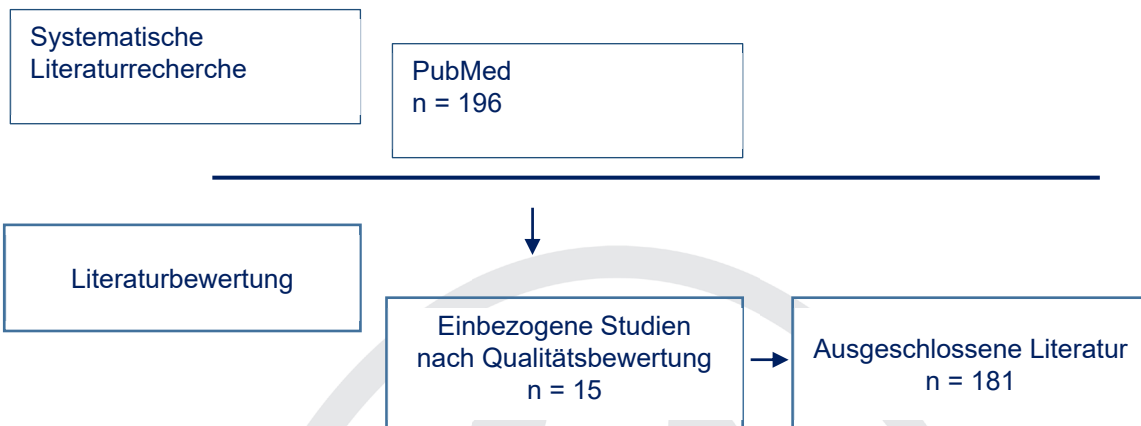 Systematische
Literaturrecherche
PubMed
n = 196
Literaturbewertung
Einbezogene Studien
nach Qualitätsbewertung
n = 15
Ausgeschlossene Literatur
n = 181